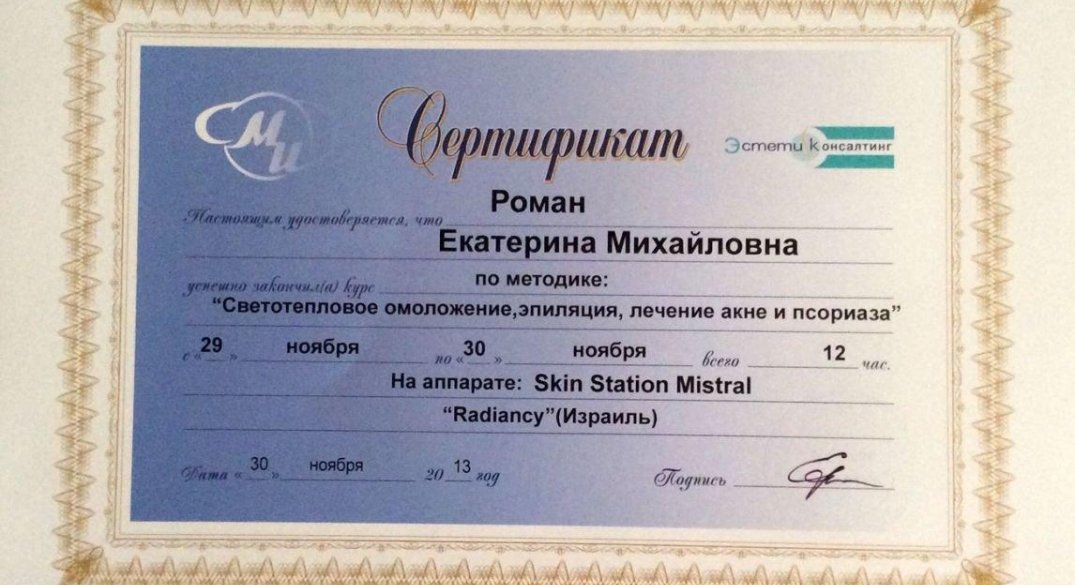 СМИ
Сертификат
Эстети Консалтинг
Роман
Настоящим удостоверяется, что
Екатерина Михайловна
успешно закончил(а) курс по методике:
“Светотепловое омоложение,эпиляция, лечение акне и псориаза”
с «29» ноября по «30» ноября всего 12 час.
На аппарате: Skin Station Mistral
“Radiancy”(Израиль)
Дата «30» ноября 2013 год Подпись